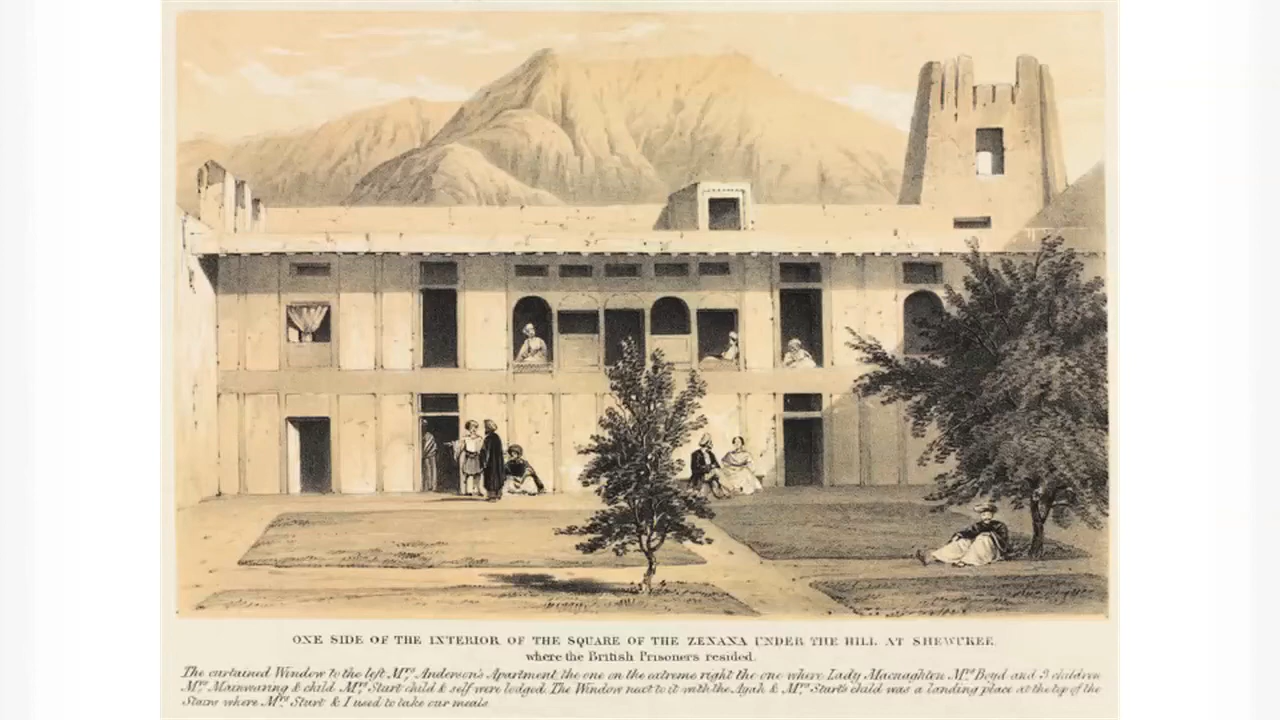 ONE SIDE OF THE INTERIOR OF THE SQUARE OF THE ZENANA UNDER THE HILL AT SHEWUKEE,
where the British Prisoners resided.
The curtained Window to the left Mrs. Anderson's Apartment, the one on the extreme right the one where Lady Macnaghten Mrs. Boyd and 3 children
Mrs. Mainwaring & child Mrs. Sturt child & self were lodged. The Window next to it with the Ayah & Mrs. Sturt's child was a landing place at the top of the
Stairs where Mrs. Sturt & I used to take our meals.